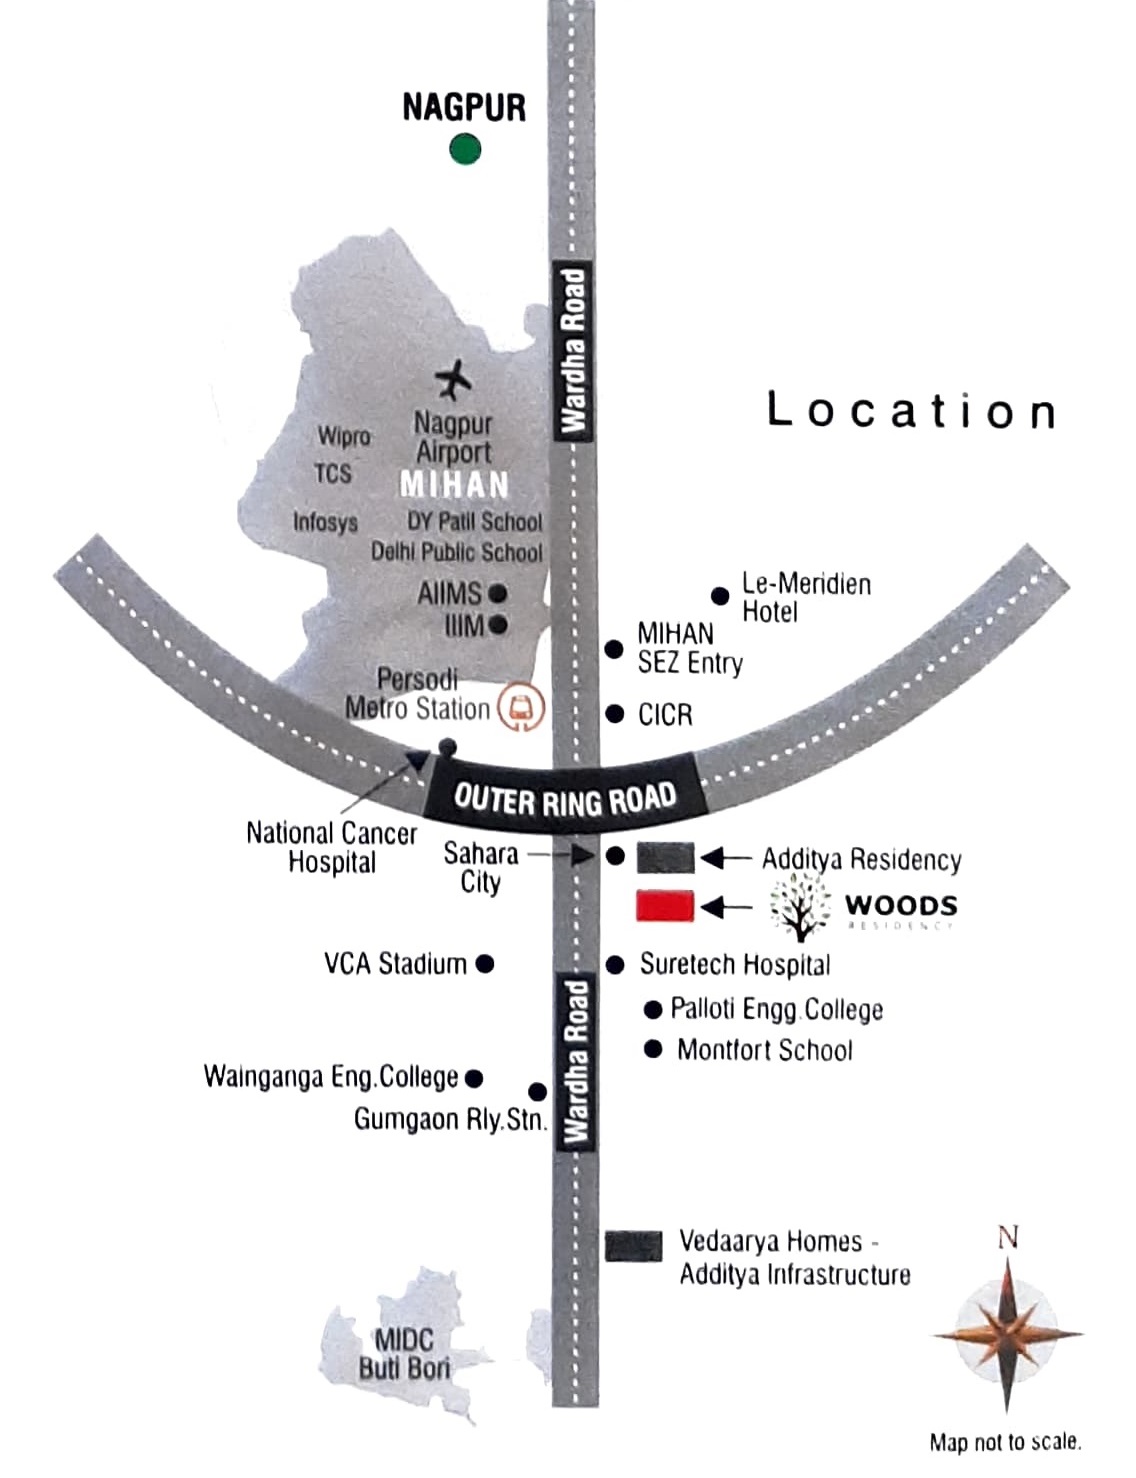 NAGPUR
Wardha Road
Location
Nagpur
Airport
Wipro
TCS
MIHAN
Infosys
DY Patil School
Delhi Public School
AIIMS
IIIM
Le-Meridien
Hotel
MIHAN
SEZ Entry
Persodi
Metro Station
CICR
OUTER RING ROAD
National Cancer
Hospital
Sahara
City
Additya Residency
WOODS
RESIDENCY
VCA Stadium
Suretech Hospital
Palloti Engg.College
Montfort School
Wardha Road
Wainganga Eng.College
Gumgaon Rly.Stn.
Vedaarya Homes -
Additya Infrastructure
N
MIDC
Buti Bori
Map not to scale.